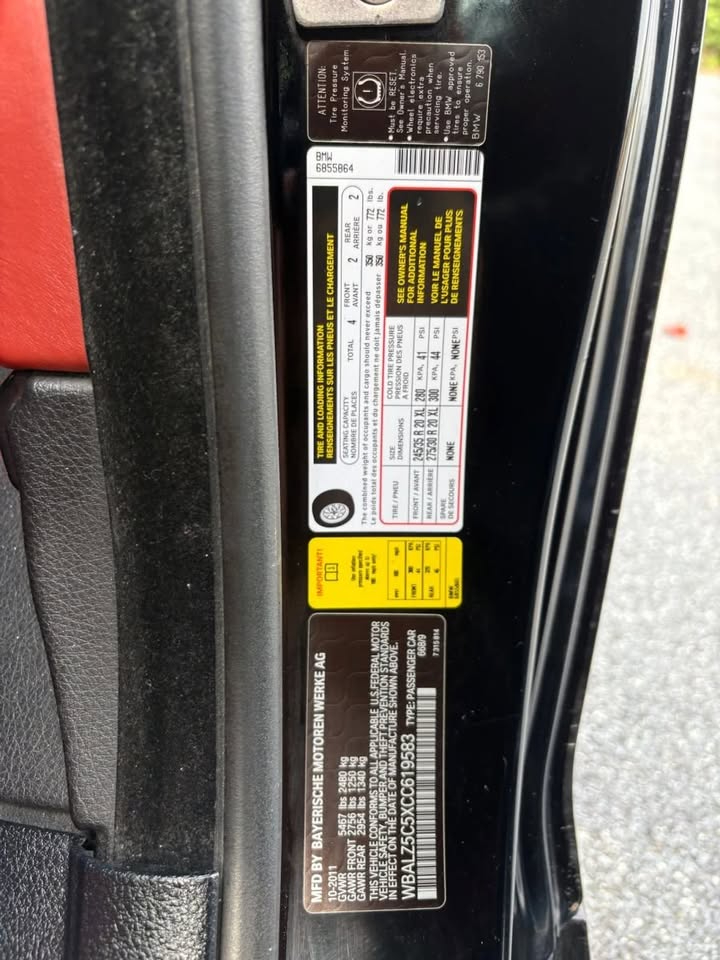 ATTENTION:
Tire Pressure
Monitoring System
• Must be RESET.
See Owner's Manual.
• Wheel electronics
require extra
precaution when
servicing tire.
• Use BMW approved
tires to ensure
proper operation.
BMW 6 790 153
BMW
6855864
TIRE AND LOADING INFORMATION
RENSEIGNEMENTS SUR LES PNEUS ET LE CHARGEMENT
SEATING CAPACITY
NOMBRE DE PLACES
TOTAL 4 FRONT AVANT 2 REAR ARRIÈRE 2
The combined weight of occupants and cargo should never exceed 350 kg or 772 lbs.
Le poids total des occupants et du chargement ne doit jamais dépasser 350 kg ou 772 lb.
TIRE / PNEU SIZE DIMENSIONS COLD TIRE PRESSURE PRESSION DES PNEUS A FROID
FRONT / AVANT 245/35 R 20 XL 280 KPA, 41 PSI
REAR / ARRIÈRE 275/30 R 20 XL 300 KPA, 44 PSI
SPARE DE SECOURS NONE NONE KPA, NONE PSI
SEE OWNER'S MANUAL
FOR ADDITIONAL
INFORMATION
VOIR LE MANUEL DE
L'USAGER POUR PLUS
DE RENSEIGNEMENTS
IMPORTANT!
MFD BY BAYERISCHE MOTOREN WERKE AG
10-2011
GVWR 5467 lbs 2480 kg
GAWR FRONT 2756 lbs 1250 kg
GAWR REAR 2954 lbs 1340 kg
THIS VEHICLE CONFORMS TO ALL APPLICABLE U.S.FEDERAL MOTOR
VEHICLE SAFETY, BUMPER AND THEFT PREVENTION STANDARDS
IN EFFECT ON THE DATE OF MANUFACTURE SHOWN ABOVE.
WBALZ5C5XCC619583 TYPE: PASSENGER CAR
668/9
7 315 814